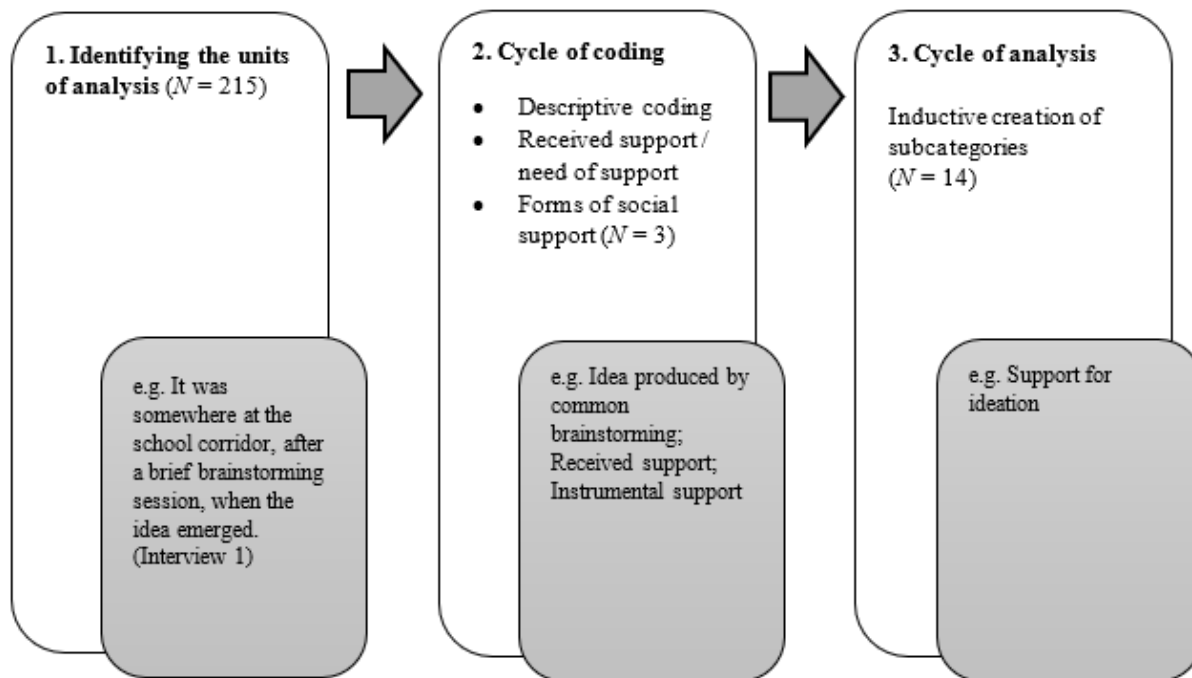 1. Identifying the units
of analysis (N = 215)
e.g. It was
somewhere at the
school corridor, after
a brief brainstorming
session, when the
idea emerged.
(Interview 1)
2. Cycle of coding
• Descriptive coding
• Received support /
need of support
• Forms of social
support (N = 3)
e.g. Idea produced by
common
brainstorming;
Received support;
Instrumental support
3. Cycle of analysis
Inductive creation of
subcategories
(N = 14)
e.g. Support for
ideation